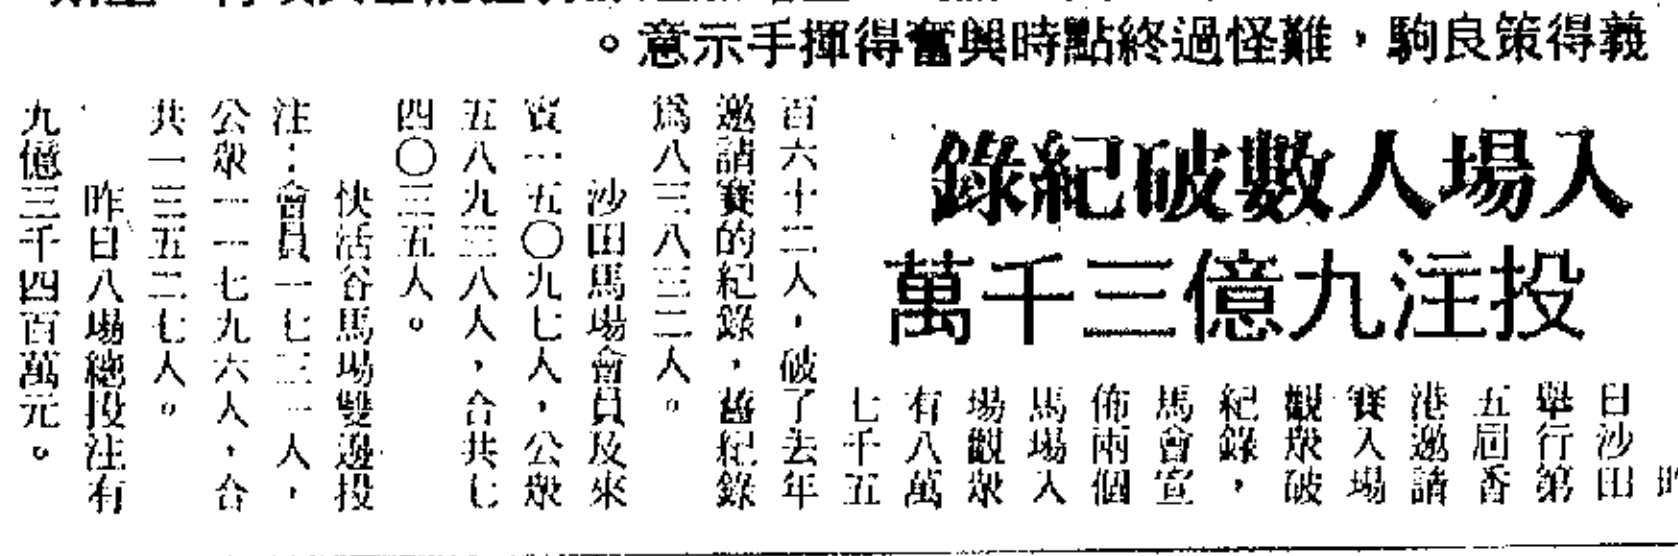 義得策良駒，難怪過終點時興奮得揮手示意。
入場人數破紀錄
投注九億三千萬
昨
日沙田
舉行第
五屆香
港邀請
賽入場
觀眾破
紀錄，
馬會宣
佈兩個
馬場入
場觀眾
有八萬
七千五
百六十二人，破了去年
邀請賽的紀錄，舊紀錄
為八三八三二人。
沙田馬場會員及來
賓一五〇九七人，公眾
五八九三八人，合共七
四〇三五人。
快活谷馬場雙邊投
注：會員一七三一人，
公眾一一七九六人，合
共一三五二七人。
昨日八場總投注有
九億三千四百萬元。